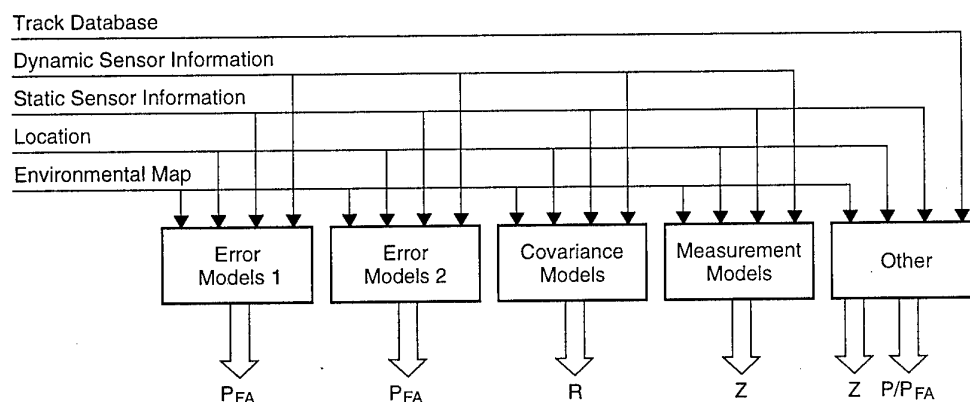 Track Database
Dynamic Sensor Information
Static Sensor Information
Location
Environmental Map
Error
Models 1
Error
Models 2
Covariance
Models
Measurement
Models
Other
PFA
PFA
R
Z
Z
P/PFA